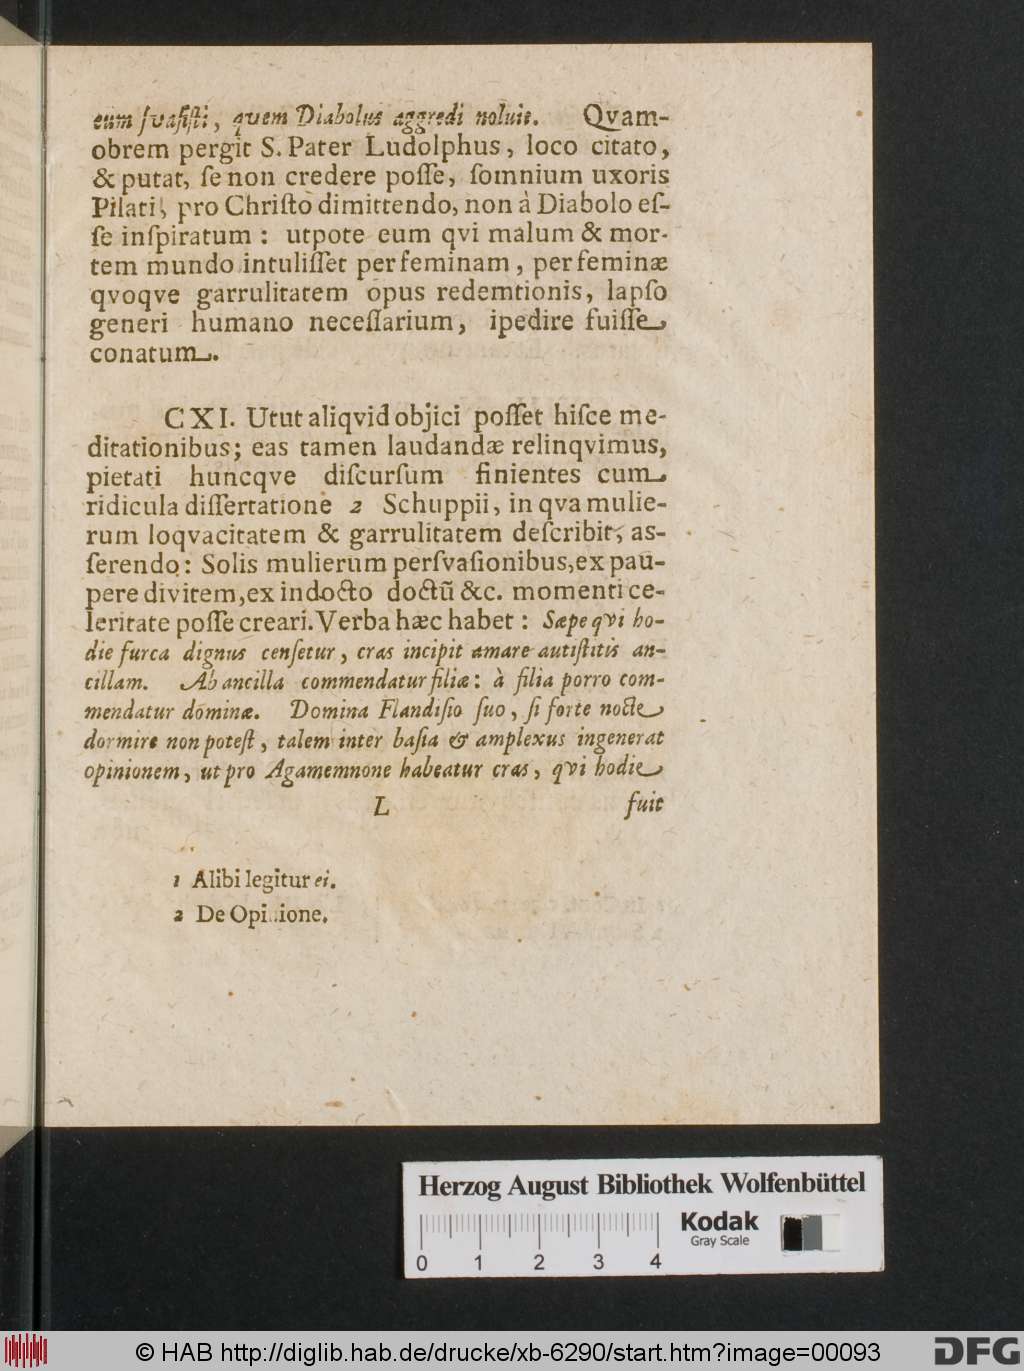 eum ſvaſiſti, quem Diabolus aggredi noluit. Qvam-
obrem pergit S. Pater Ludolphus, loco citato,
& putat, ſe non credere poſſe, ſomnium uxoris
Pilati, pro Chriſto dimittendo, non à Diabolo eſ-
ſe inſpiratum : utpote eum qvi malum & mor-
tem mundo intuliſſet per feminam, per feminæ
qvoqve garrulitatem opus redemtionis, lapſo
generi humano neceſſarium, ipedire fuiſſe
conatum.
CXI. Utut aliqvid objici poſſet hiſce me-
ditationibus; eas tamen laudandæ relinqvimus,
pietati huncqve diſcurſum finientes cum
ridicula diſſertatione 2 Schuppii, in qva mulie-
rum loqvacitatem & garrulitatem deſcribit, aſ-
ſerendo: Solis mulierum perſvaſionibus, ex pau-
pere divitem, ex indocto doctũ &c. momenti ce-
leritate poſſe creari. Verba hæc habet : Sæpe qvi ho-
die furca dignus cenſetur, cras incipit amare autiſtitis an-
cillam. Ab ancilla commendatur filiæ: à filia porro com-
mendatur dominæ. Domina Flandiſio ſuo, ſi forte nocte
dormire non poteſt, talem inter baſia & amplexus ingenerat
opinionem, ut pro Agamemnone habeatur cras, qvi hodie
L fuit
1 Alibi legitur ei.
2 De Opi..ione.
Herzog August Bibliothek Wolfenbüttel
Kodak
Gray Scale
0 1 2 3 4
© HAB http://diglib.hab.de/drucke/xb-6290/start.htm?image=00093
DFG